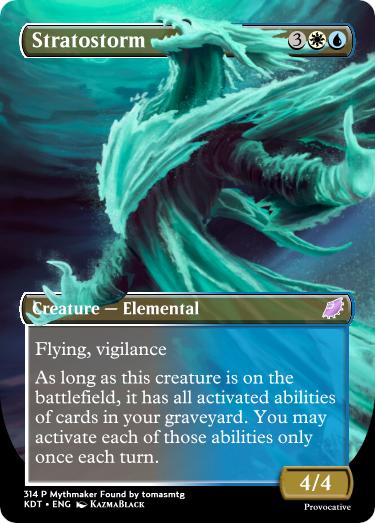 Stratostorm 3
Creature — Elemental
Flying, vigilance
As long as this creature is on the
battlefield, it has all activated abilities
of cards in your graveyard. You may
activate each of those abilities only
once each turn.
4/4
314 P Mythmaker Found by tomasmtg
KDT • ENG KazmaBlack
Provocative